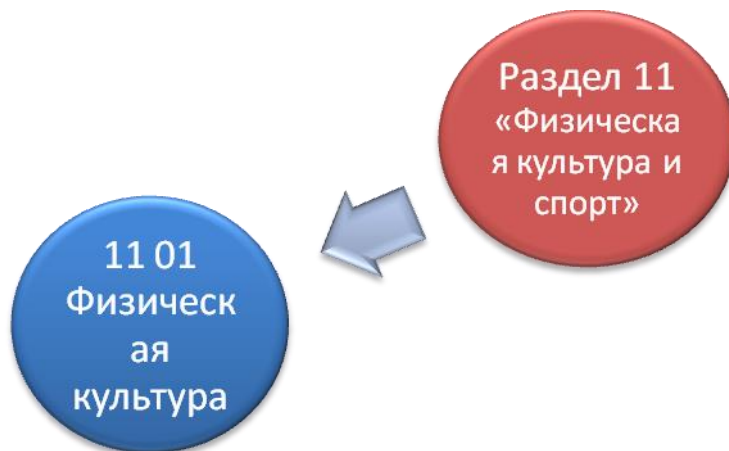 Раздел 11
«Физическа
я культура и
спорт»
11 01
Физическ
ая
культура